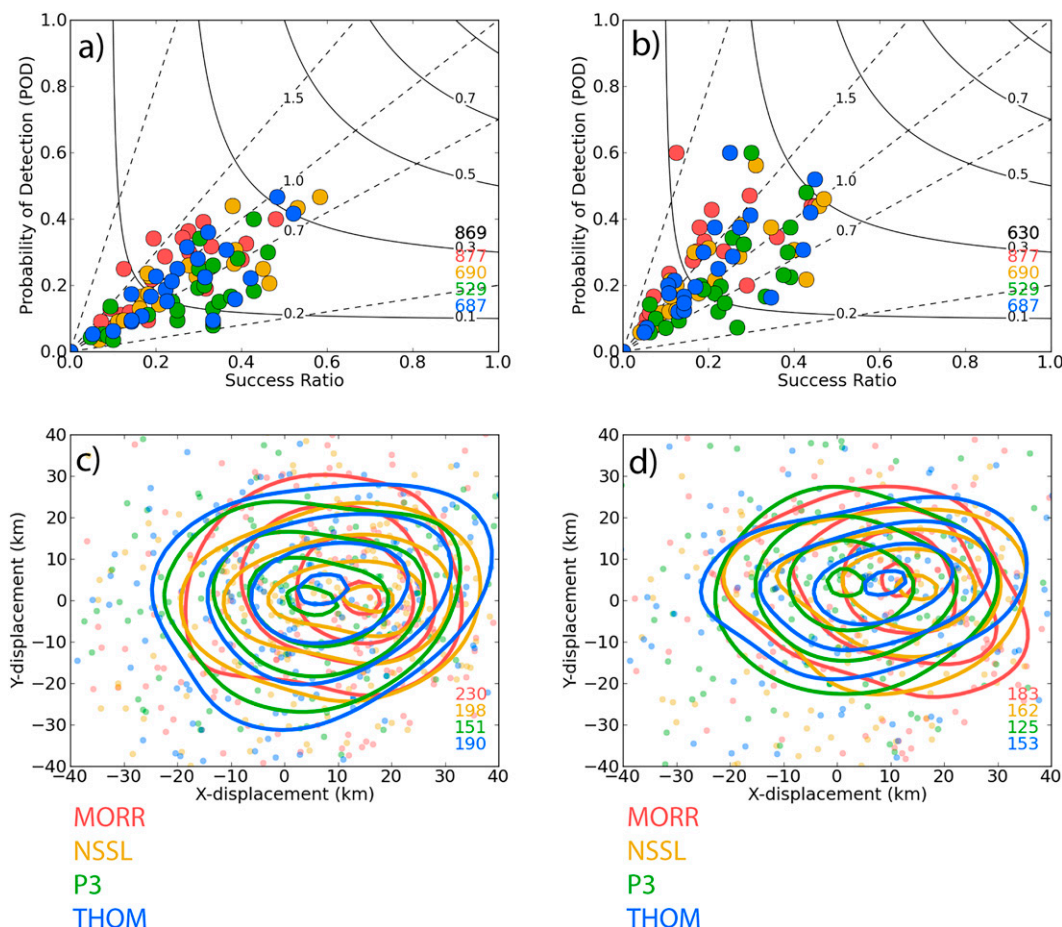 a)
Probability of Detection (POD)
1.0
0.8
0.6
0.4
0.2
0.0
1.5
0.7
0.5
1.0
0.7
869
0.3
877
690
529
687
0.2
0.1
0.0 0.2 0.4 0.6 0.8 1.0
Success Ratio
b)
Probability of Detection (POD)
1.0
0.8
0.6
0.4
0.2
0.0
1.5
0.7
0.5
1.0
0.7
630
0.3
877
690
529
687
0.2
0.1
0.0 0.2 0.4 0.6 0.8 1.0
Success Ratio
c)
Y-displacement (km)
40
30
20
10
0
−10
−20
−30
−40
230
198
151
190
−40 −30 −20 −10 0 10 20 30 40
X-displacement (km)
MORR
NSSL
P3
THOM
d)
Y-displacement (km)
40
30
20
10
0
−10
−20
−30
−40
183
162
125
153
−40 −30 −20 −10 0 10 20 30 40
X-displacement (km)
MORR
NSSL
P3
THOM